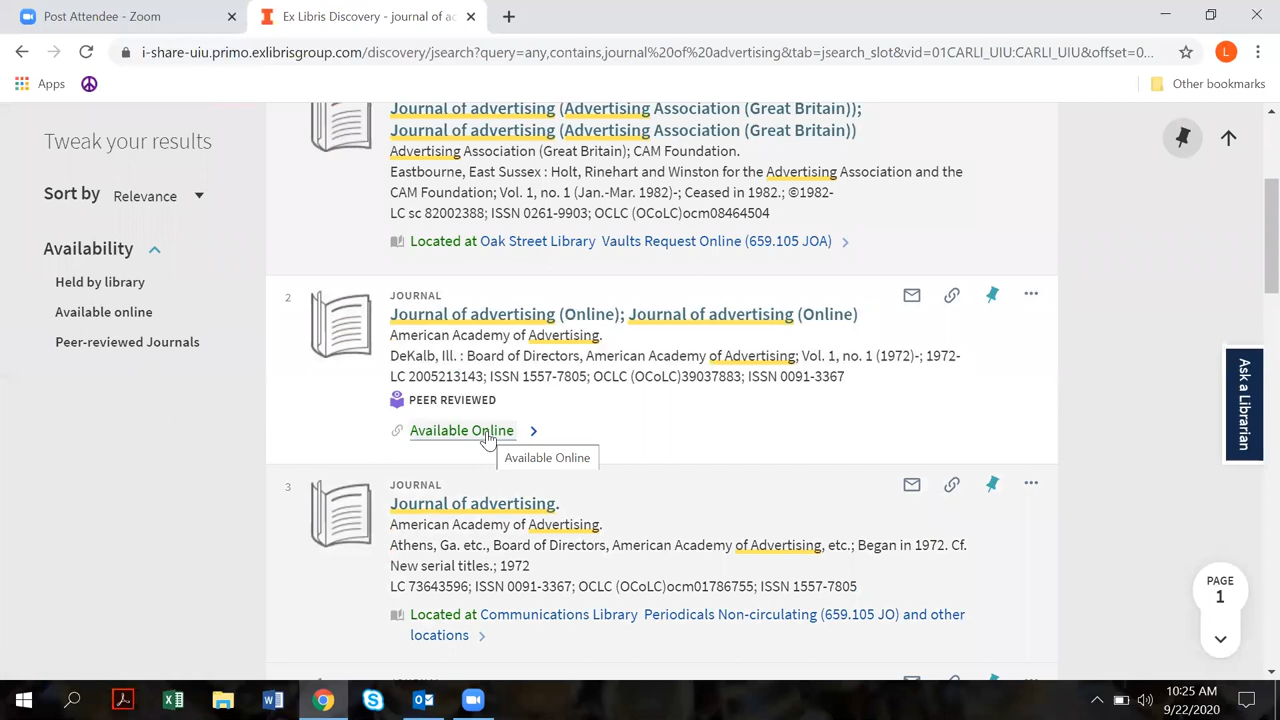 Post Attendee - Zoom
Ex Libris Discovery - journal of ac
i-share-uiu.primo.exlibrisgroup.com/discovery/jsearch?query=any,contains,journal%20of%20advertising&tab=jsearch_slot&vid=01CARLI_UIU:CARLI_UIU&offset=0...
L
Apps
Other bookmarks
Tweak your results
Sort by Relevance
Availability
Held by library
Available online
Peer-reviewed Journals
Journal of advertising (Advertising Association (Great Britain));
Journal of advertising (Advertising Association (Great Britain))
Advertising Association (Great Britain); CAM Foundation.
Eastbourne, East Sussex : Holt, Rinehart and Winston for the Advertising Association and the
CAM Foundation; Vol. 1, no. 1 (Jan.-Mar. 1982)-; Ceased in 1982.; ©1982-
LC sc 82002388; ISSN 0261-9903; OCLC (OCoLC)ocm08464504
Located at Oak Street Library Vaults Request Online (659.105 JOA)
2
JOURNAL
Journal of advertising (Online); Journal of advertising (Online)
American Academy of Advertising.
DeKalb, Ill. : Board of Directors, American Academy of Advertising; Vol. 1, no. 1 (1972)-; 1972-
LC 2005213143; ISSN 1557-7805; OCLC (OCoLC)39037883; ISSN 0091-3367
PEER REVIEWED
Available Online
Available Online
3
JOURNAL
Journal of advertising.
American Academy of Advertising.
Athens, Ga. etc., Board of Directors, American Academy of Advertising, etc.; Began in 1972. Cf.
New serial titles.; 1972
LC 73643596; ISSN 0091-3367; OCLC (OCoLC)ocm01786755; ISSN 1557-7805
Located at Communications Library Periodicals Non-circulating (659.105 JO) and other
locations
Ask a Librarian
PAGE
1
10:25 AM
9/22/2020